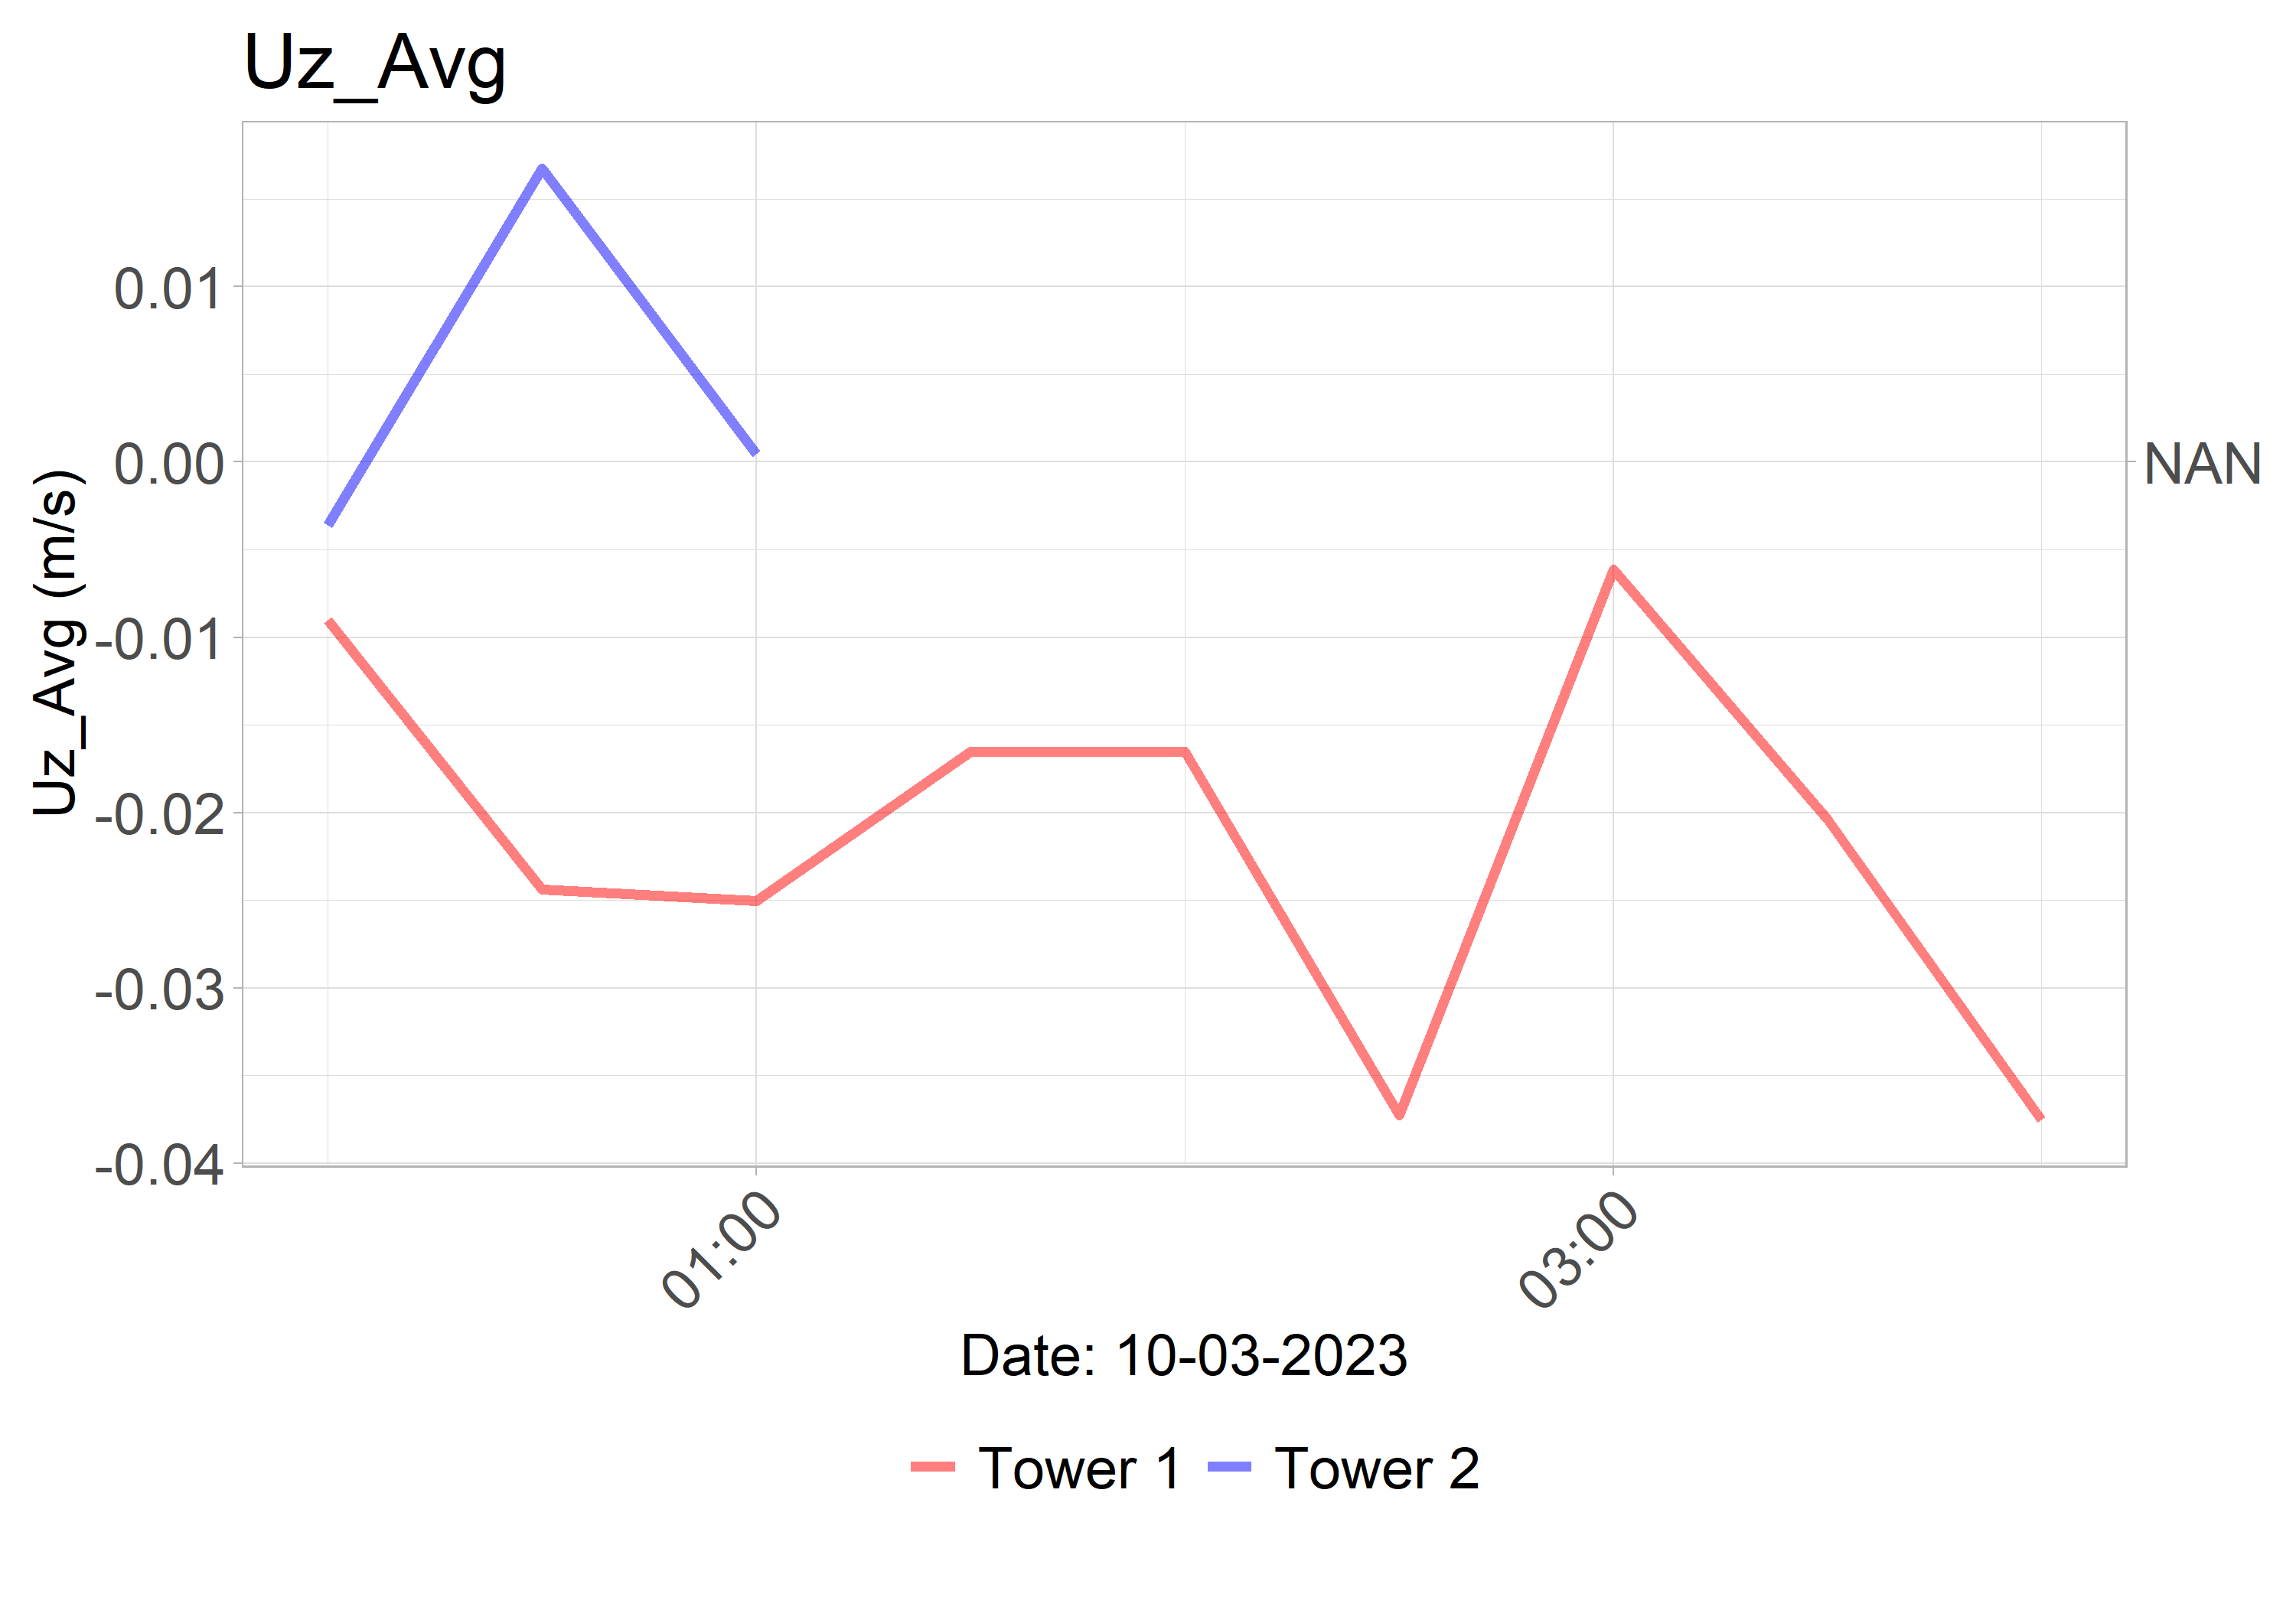 Uz_Avg
Uz_Avg (m/s)
0.01
0.00
-0.01
-0.02
-0.03
-0.04
NAN
01:00
03:00
Date: 10-03-2023
Tower 1
Tower 2